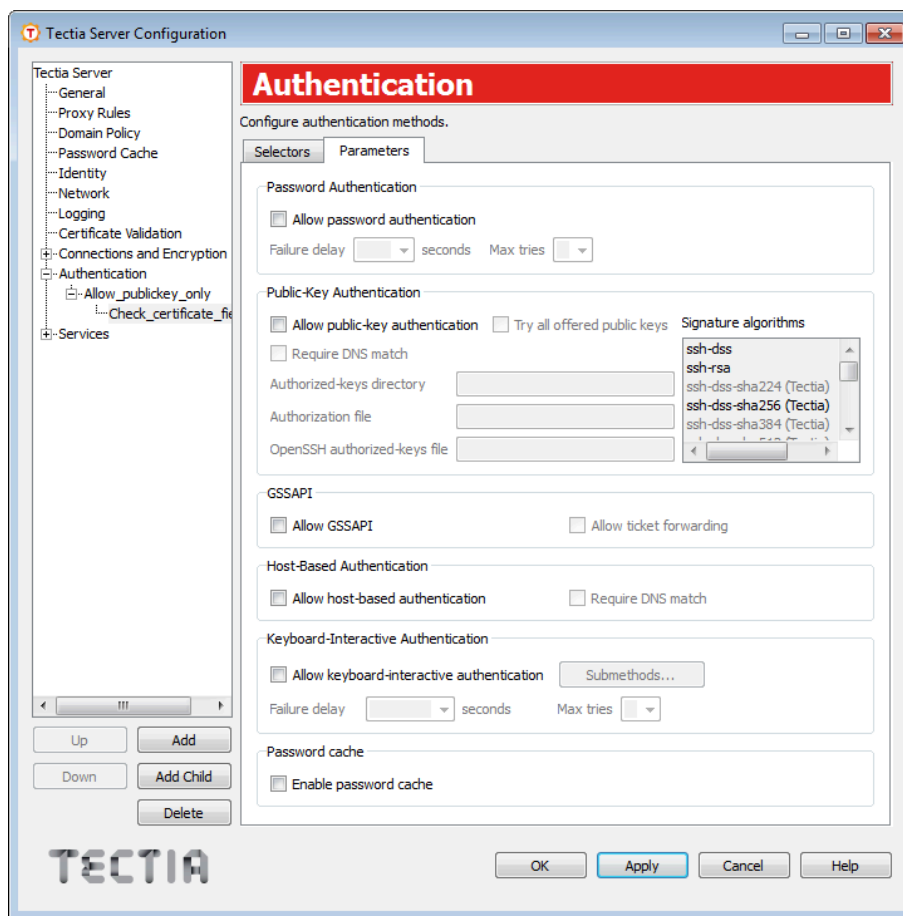 Tectia Server Configuration
Tectia Server
General
Proxy Rules
Domain Policy
Password Cache
Identity
Network
Logging
Certificate Validation
Connections and Encryption
Authentication
Allow_publickey_only
Check_certificate_fie
Services
Up
Add
Down
Add Child
Delete
TECTIA
Authentication
Configure authentication methods.
Selectors
Parameters
Password Authentication
Allow password authentication
Failure delay seconds Max tries
Public-Key Authentication
Allow public-key authentication
Try all offered public keys
Signature algorithms
Require DNS match
Authorized-keys directory
Authorization file
OpenSSH authorized-keys file
ssh-dss
ssh-rsa
ssh-dss-sha224 (Tectia)
ssh-dss-sha256 (Tectia)
ssh-dss-sha384 (Tectia)
GSSAPI
Allow GSSAPI
Allow ticket forwarding
Host-Based Authentication
Allow host-based authentication
Require DNS match
Keyboard-Interactive Authentication
Allow keyboard-interactive authentication
Submethods...
Failure delay seconds Max tries
Password cache
Enable password cache
OK
Apply
Cancel
Help